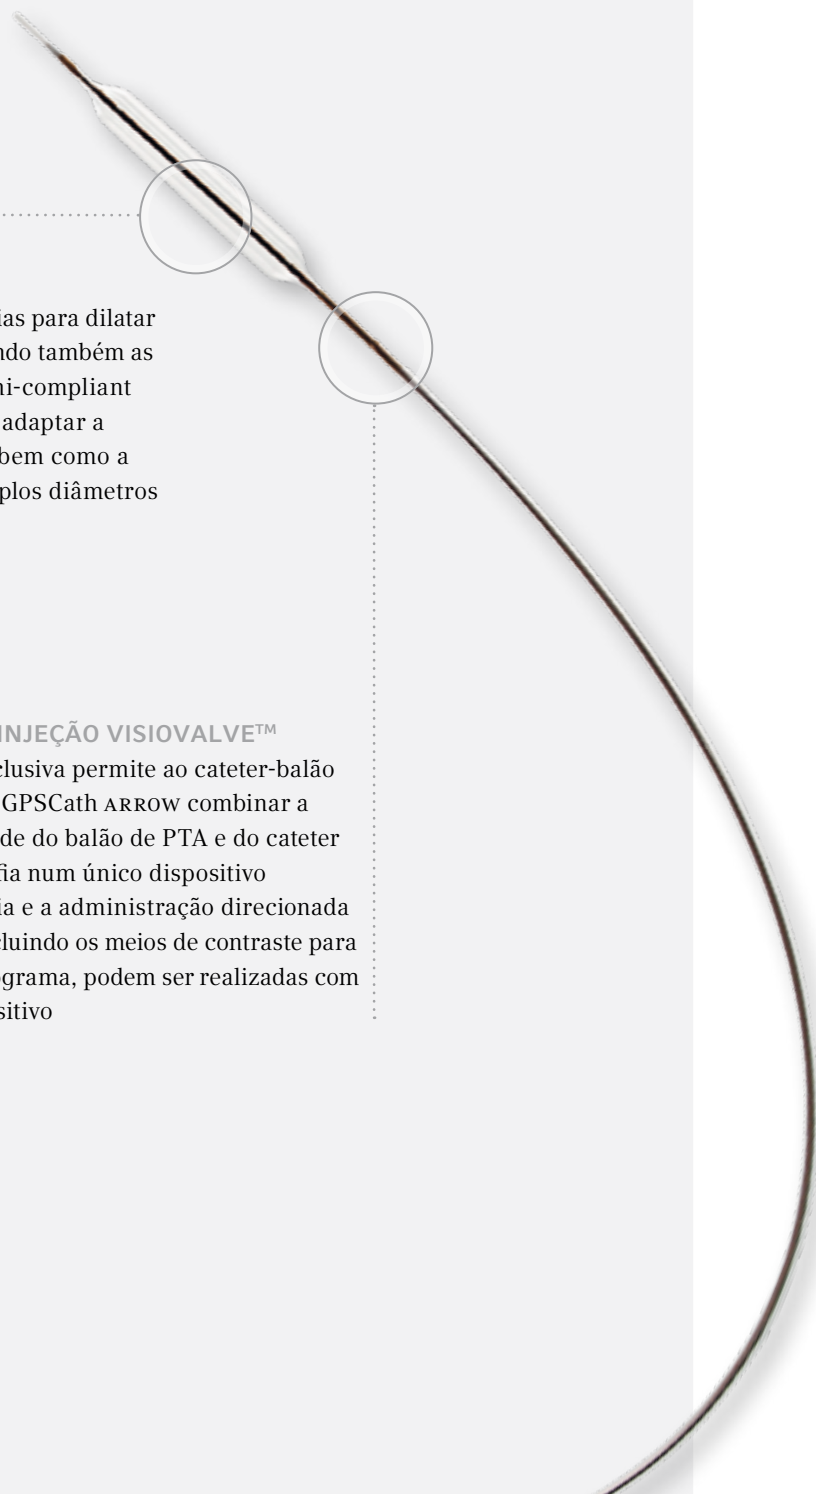 ias para dilatar
ndo também as
ni-compliant
adaptar a
bem como a
plos diâmetros
INJEÇÃO VISIOVALVE™
clusiva permite ao cateter-balão
GPSCath ARROW combinar a
de do balão de PTA e do cateter
fia num único dispositivo
ia e a administração direcionada
cluindo os meios de contraste para
ograma, podem ser realizadas com
sitivo